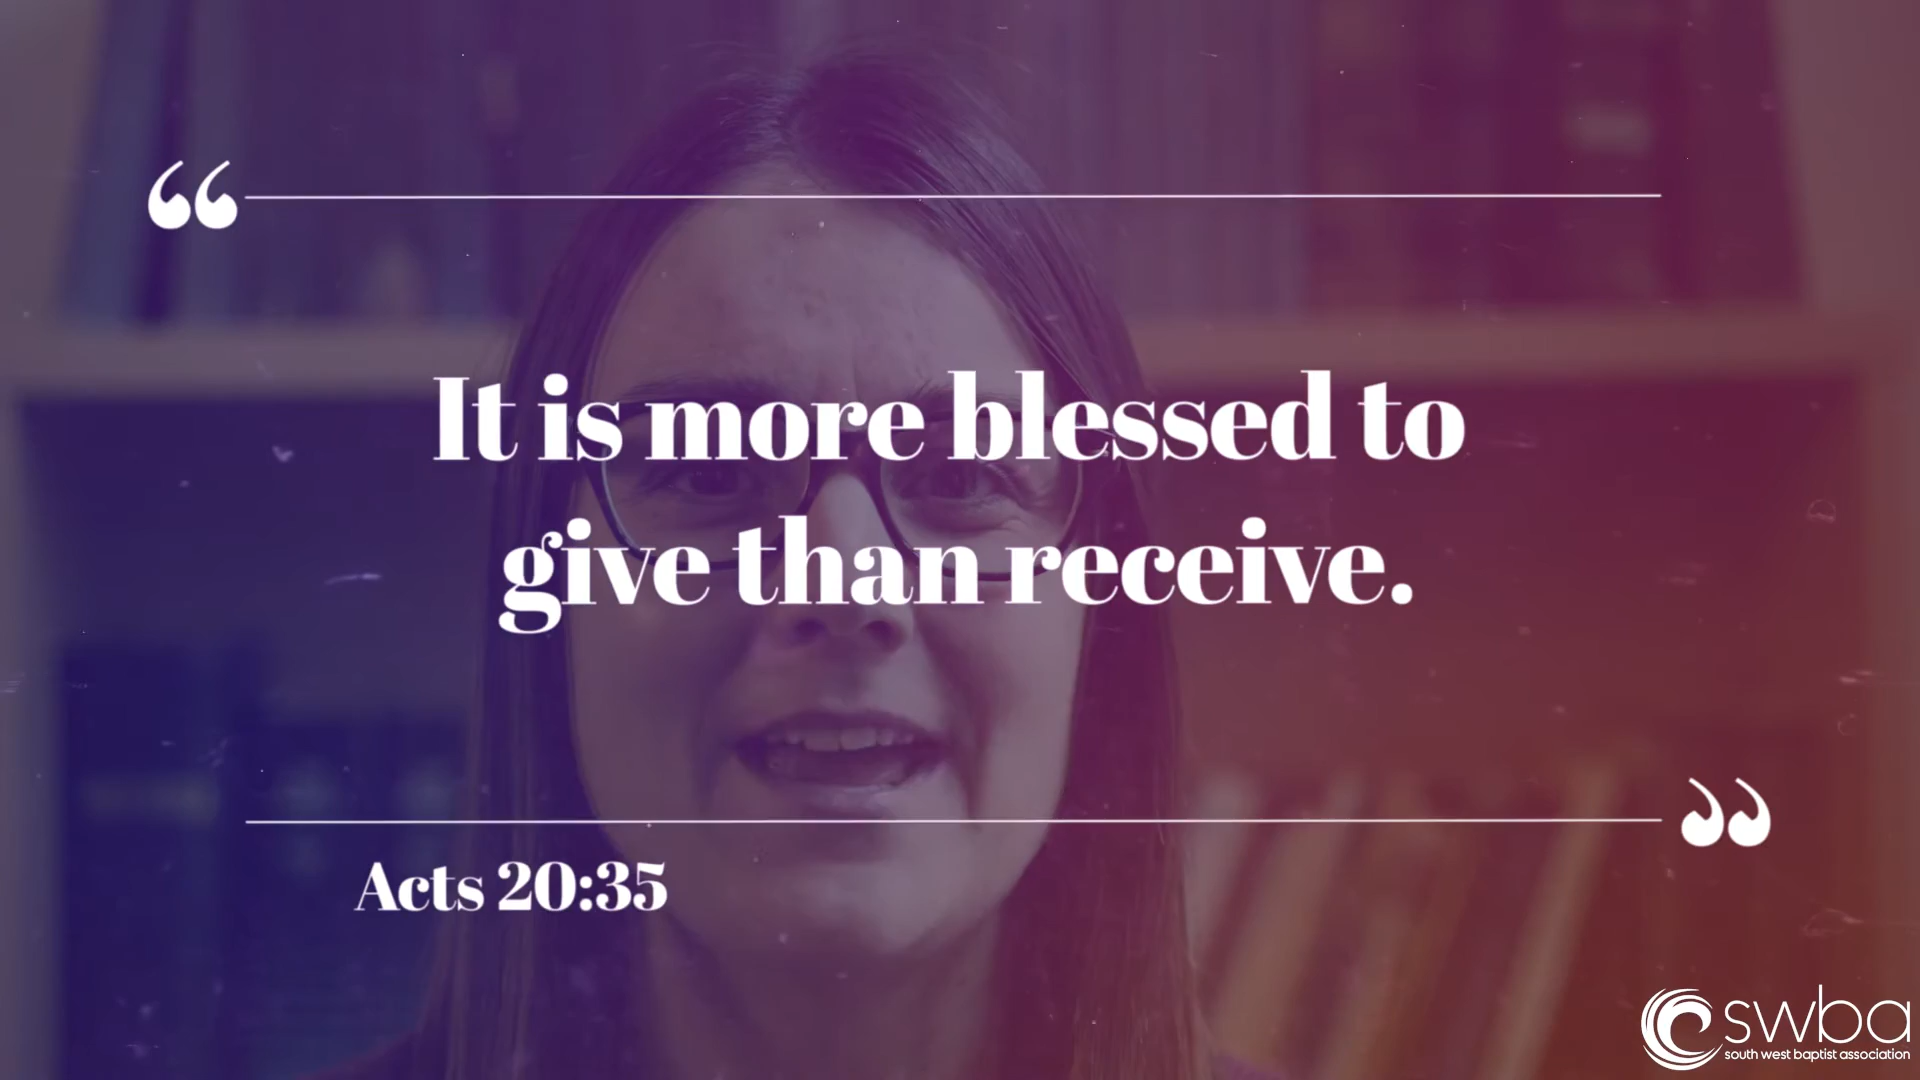 “
It is more blessed to
give than receive.
”
Acts 20:35
swba
south west baptist association